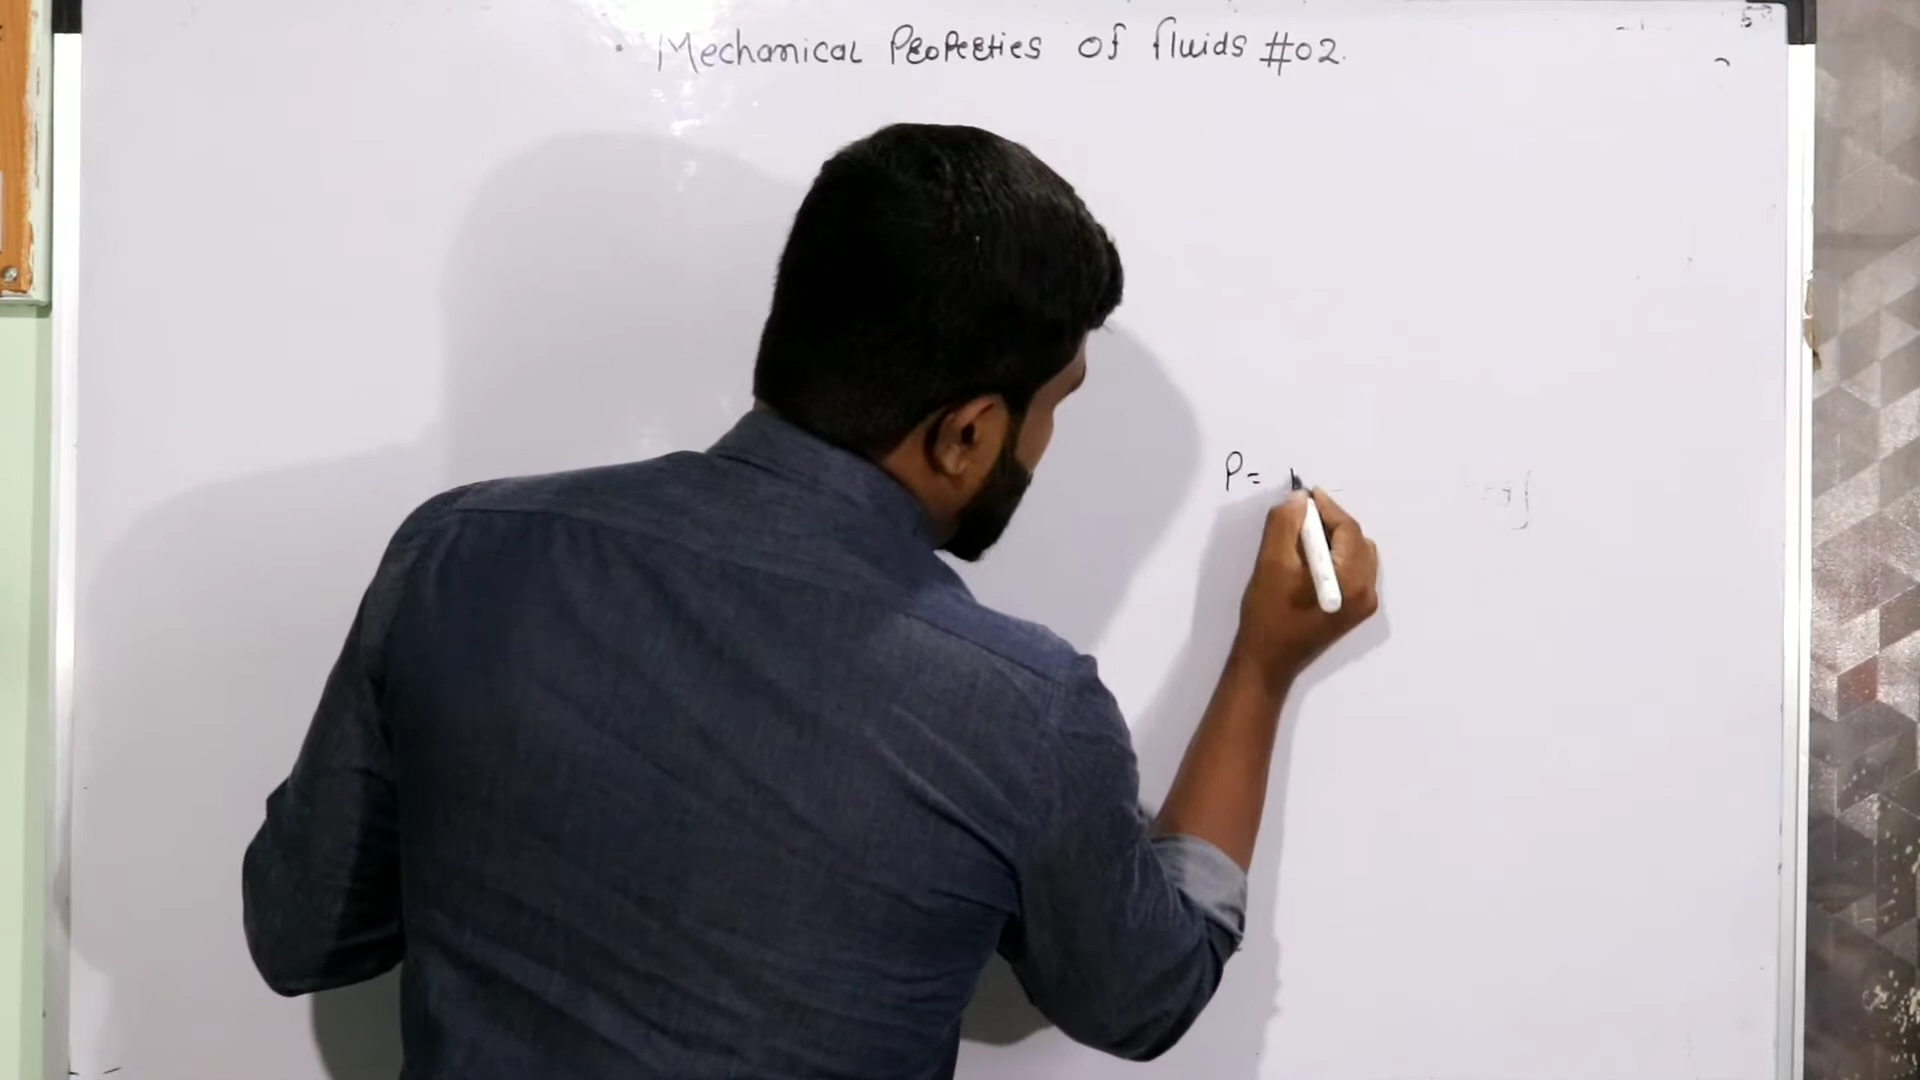 Mechanical Properties Of fluids #02.
P=